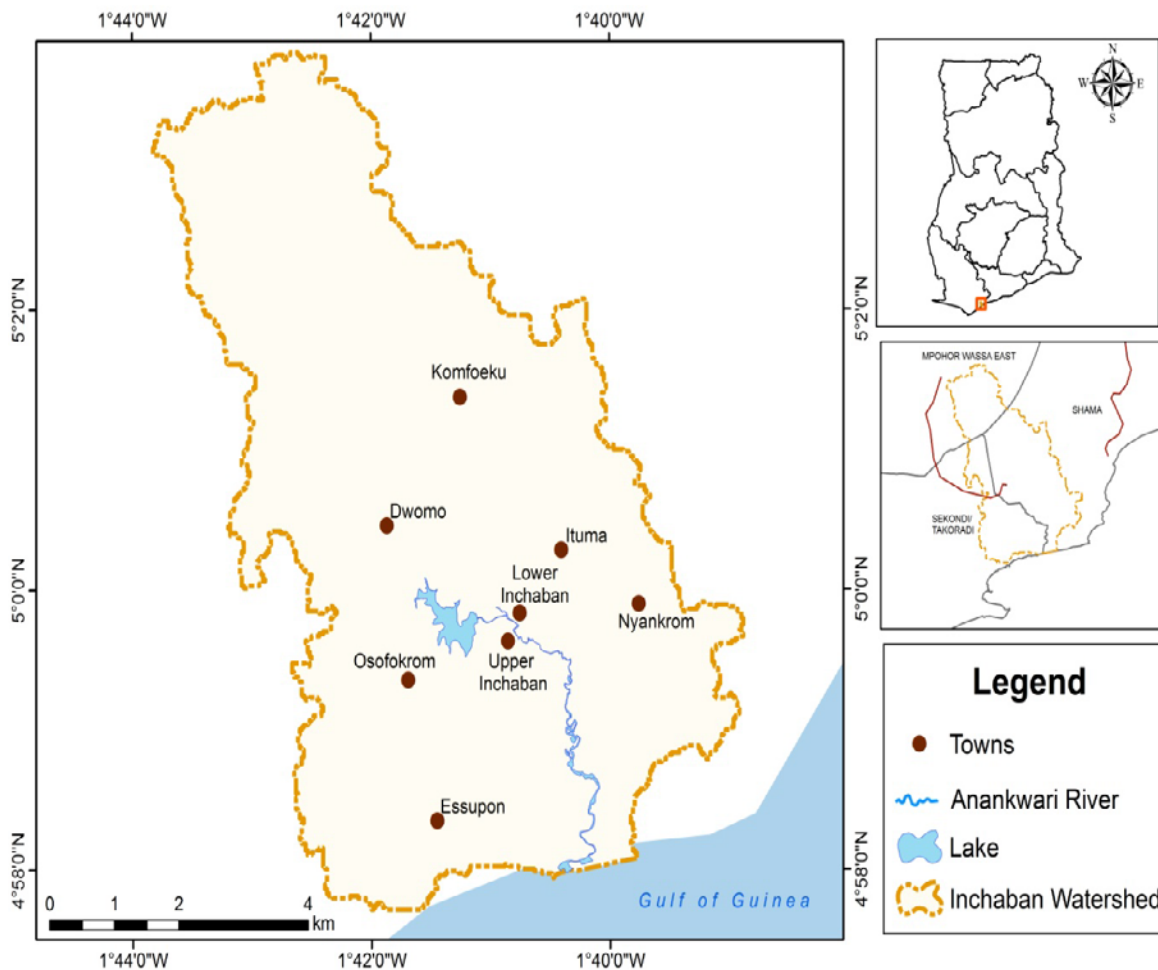 1°44'0"W
1°42'0"W
1°40'0"W
5°2'0"N
5°2'0"N
5°0'0"N
5°0'0"N
4°58'0"N
4°58'0"N
Komfoeku
Dwomo
Ituma
Lower
Inchaban
Nyankrom
Osofokrom
Upper
Inchaban
Essupon
Gulf of Guinea
0 1 2 4
km
1°44'0"W
1°42'0"W
1°40'0"W
N
W E
S
MPOHOR WASSA EAST
SHAMA
SEKONDI/
TAKORADI
Legend
Towns
Anankwari River
Lake
Inchaban Watershed